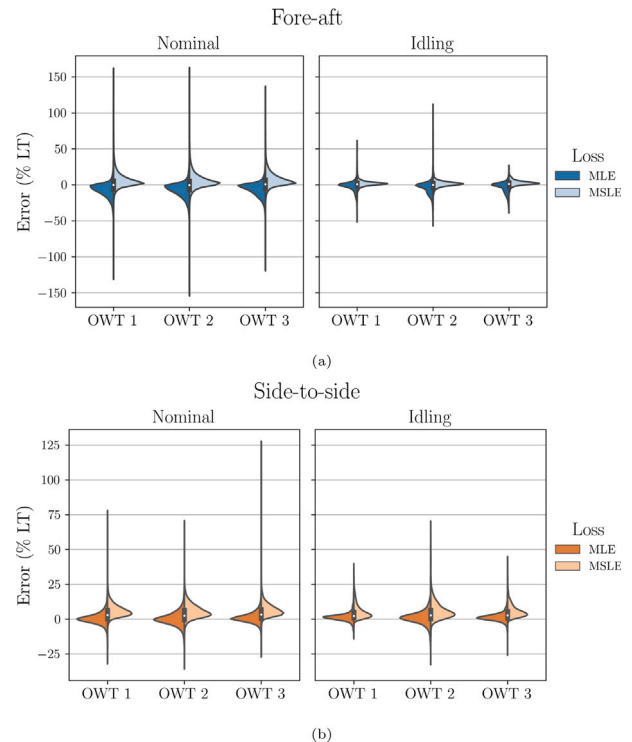 Fore-aft
Nominal Idling
150
100
50
0
−50
−100
−150
Error (% LT)
OWT 1 OWT 2 OWT 3 OWT 1 OWT 2 OWT 3
Loss
MLE
MSLE
(a)
Side-to-side
Nominal Idling
125
100
75
50
25
0
−25
Error (% LT)
OWT 1 OWT 2 OWT 3 OWT 1 OWT 2 OWT 3
Loss
MLE
MSLE
(b)